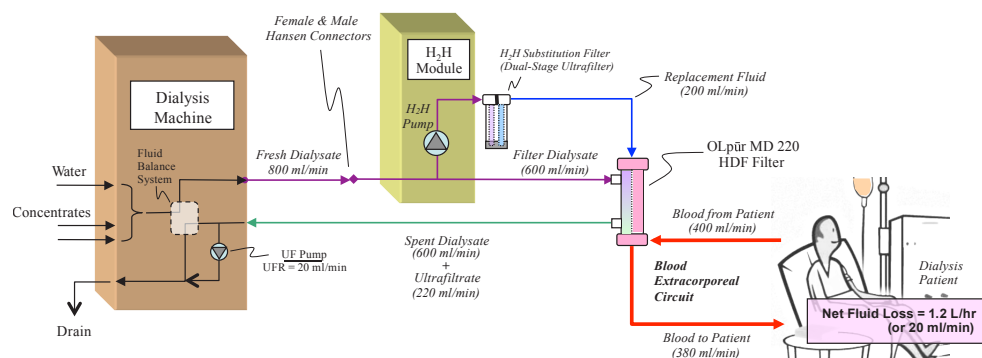 Female & Male
Hansen Connectors
H2H
Module
H2H Substitution Filter
(Dual-Stage Ultrafilter)
Replacement Fluid
(200 ml/min)
Dialysis
Machine
H2H
Pump
OLpūr MD 220
HDF Filter
Fluid
Balance
System
Fresh Dialysate
800 ml/min
Filter Dialysate
(600 ml/min)
Water
Concentrates
Blood from Patient
(400 ml/min)
Spent Dialysate
(600 ml/min)
+
Ultrafiltrate
(220 ml/min)
UF Pump
UFR = 20 ml/min
Blood
Extracorporeal
Circuit
Dialysis
Patient
Net Fluid Loss = 1.2 L/hr
(or 20 ml/min)
Drain
Blood to Patient
(380 ml/min)